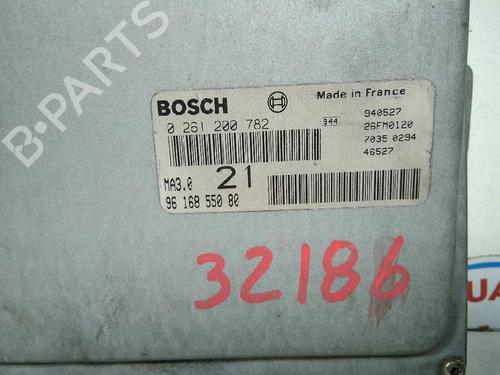 B-PARTS
BOSCH
Made in France
0 261 200 782
344
940527
26FM0120
7035 0294
46527
MA3.0
21
96 168 550 80
32186
UA